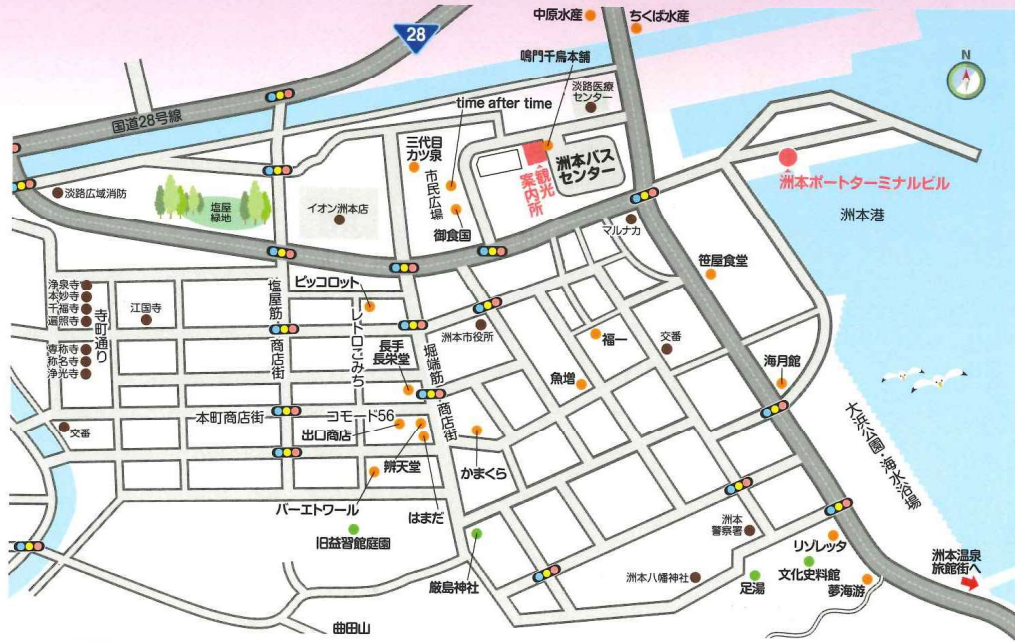 中原水産
ちくば水産
28
鳴門千鳥本舗
N
淡路医療
センター
time after time
国道28号線
三代目
カツ泉
市民広場
洲本バス
センター
観光
案内所
洲本ポートターミナルビル
淡路広域消防
塩屋
緑地
イオン洲本店
御食国
マルナカ
洲本港
笹屋食堂
ピッコロット
浄泉寺
本妙寺
千福寺
遍照寺
専称寺
称名寺
浄光寺
寺町通り
江国寺
塩屋筋
商店街
レトロこみち
長手
長栄堂
堀端筋
商店街
洲本市役所
福一
交番
魚増
海月館
大浜公園・海水浴場
本町商店街
コモード56
出口商店
交番
辨天堂
かまくら
バーエトワール
はまだ
旧益習館庭園
厳島神社
洲本
警察署
リゾレッタ
洲本八幡神社
足湯
文化史料館
夢海游
洲本温泉
旅館街へ
曲田山